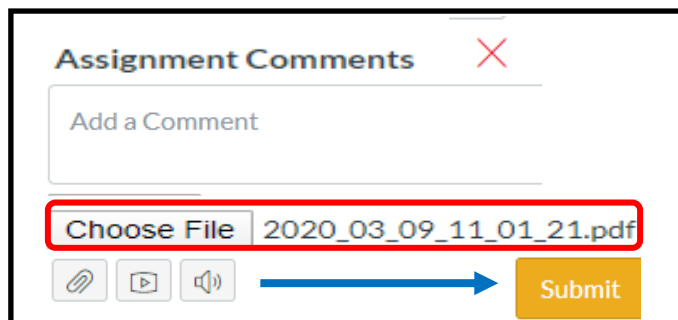 Assignment Comments
Add a Comment
Choose File 2020_03_09_11_01_21.pdf
Submit